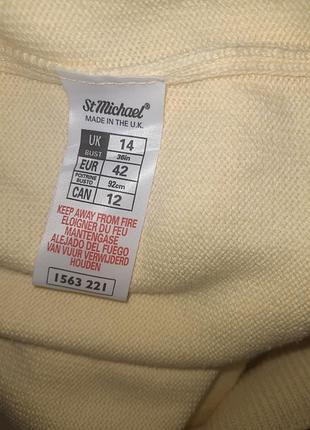 St Michael®
MADE IN THE U.K.
UK 14
BUST 36in
EUR 42
POITRINE BUSTO 92cm
CAN 12
KEEP AWAY FROM FIRE
ELOIGNER DU FEU
MANTENGASE
ALEJADO DEL FUEGO
VAN VUUR VERWIJDERD
HOUDEN
1563 221